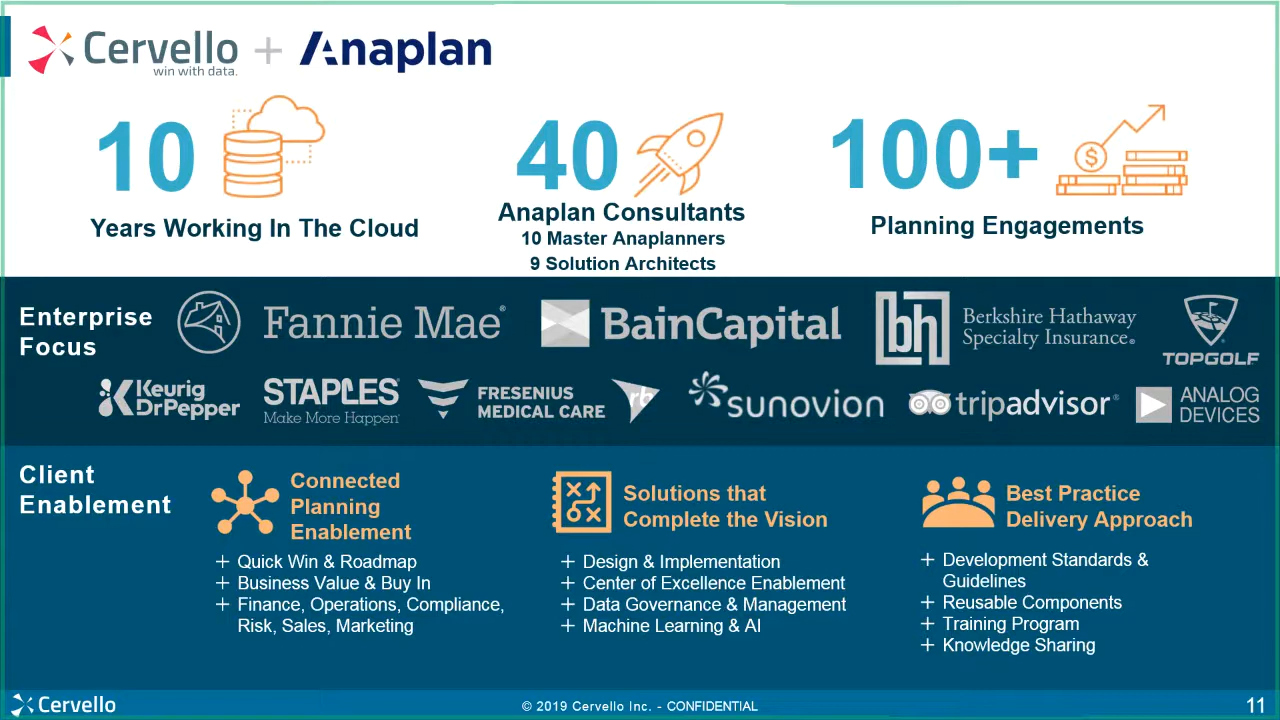 Cervello + Anaplan
win with data.
10
Years Working In The Cloud
40
Anaplan Consultants
10 Master Anaplanners
9 Solution Architects
100+
$
Planning Engagements
Enterprise
Focus
Fannie Mae®
BainCapital
bh
Berkshire Hathaway
Specialty Insurance®
TOPGOLF
Keurig
DrPepper
STAPLES
Make More Happen
FRESENIUS
MEDICAL CARE
rb
sunovion
tripadvisor®
ANALOG
DEVICES
Client
Enablement
Connected
Planning
Enablement
+ Quick Win & Roadmap
+ Business Value & Buy In
+ Finance, Operations, Compliance,
Risk, Sales, Marketing
Solutions that
Complete the Vision
+ Design & Implementation
+ Center of Excellence Enablement
+ Data Governance & Management
+ Machine Learning & AI
Best Practice
Delivery Approach
+ Development Standards &
Guidelines
+ Reusable Components
+ Training Program
+ Knowledge Sharing
Cervello
© 2019 Cervello Inc. - CONFIDENTIAL
11